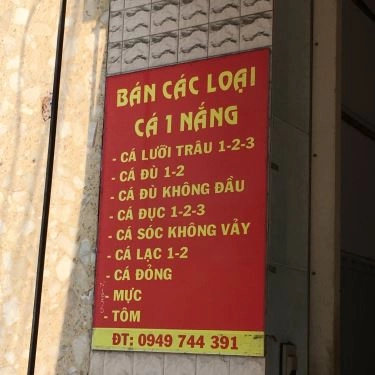 BÁN CÁC LOẠI
CÁ 1 NẮNG
- CÁ LƯỠI TRÂU 1-2-3
- CÁ ĐÙ 1-2
- CÁ ĐÙ KHÔNG ĐẦU
- CÁ ĐỤC 1-2-3
- CÁ SÓC KHÔNG VẢY
- CÁ LẠC 1-2
- CÁ ĐỎNG
- MỰC
- TÔM
ĐT: 0949 744 391